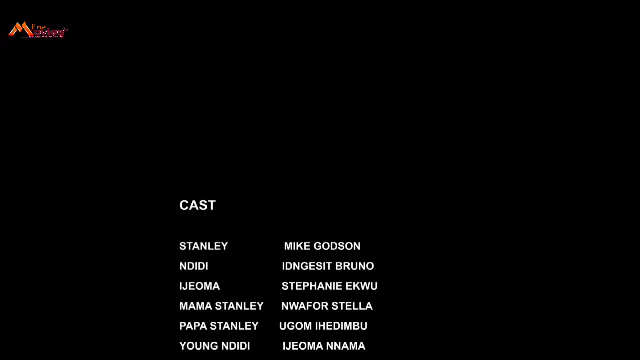 CAST
STANLEY MIKE GODSON
NDIDI IDNGESIT BRUNO
IJEOMA STEPHANIE EKWU
MAMA STANLEY NWAFOR STELLA
PAPA STANLEY UGOM IHEDIMBU
YOUNG NDIDI IJEOMA NNAMA